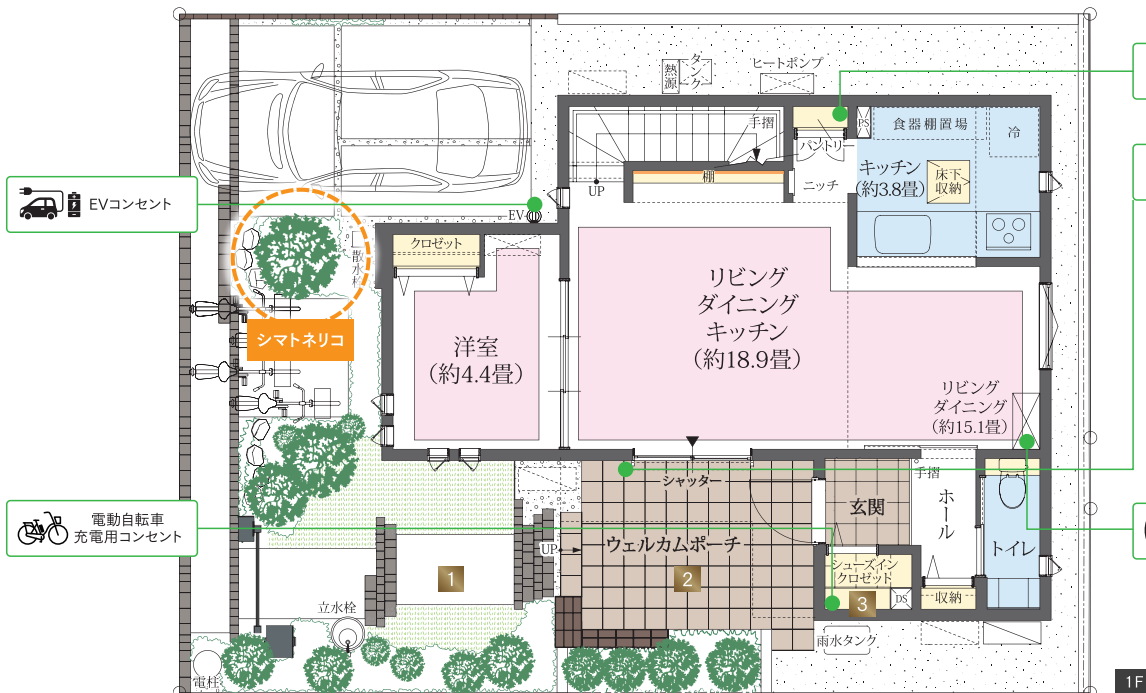 熱源
タンク
ヒートポンプ
手摺
パントリー
PS
食器棚置場
冷
キッチン
(約3.8畳)
床下
収納
UP
棚
ニッチ
EVコンセント
EV
散水栓
クロゼット
シマトネリコ
洋室
(約4.4畳)
リビング
ダイニング
キッチン
(約18.9畳)
リビング
ダイニング
(約15.1畳)
シャッター
手摺
玄関
ホール
トイレ
電動自転車
充電用コンセント
UP
ウェルカムポーチ
1
2
シューズイン
クロゼット
3
DS
収納
立水栓
雨水タンク
電柱
1F